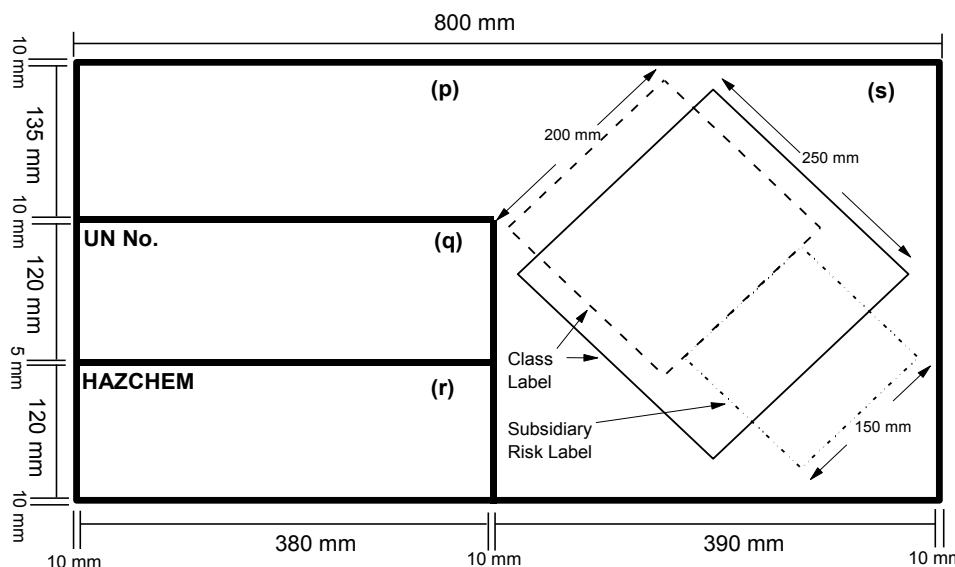 800 mm
10 mm
(p)
(s)
135 mm
200 mm
250 mm
10 mm
UN No.
(q)
120 mm
5 mm
Class
Label
HAZCHEM
(r)
120 mm
Subsidiary
Risk Label
150 mm
10 mm
380 mm
390 mm
10 mm
10 mm
10 mm